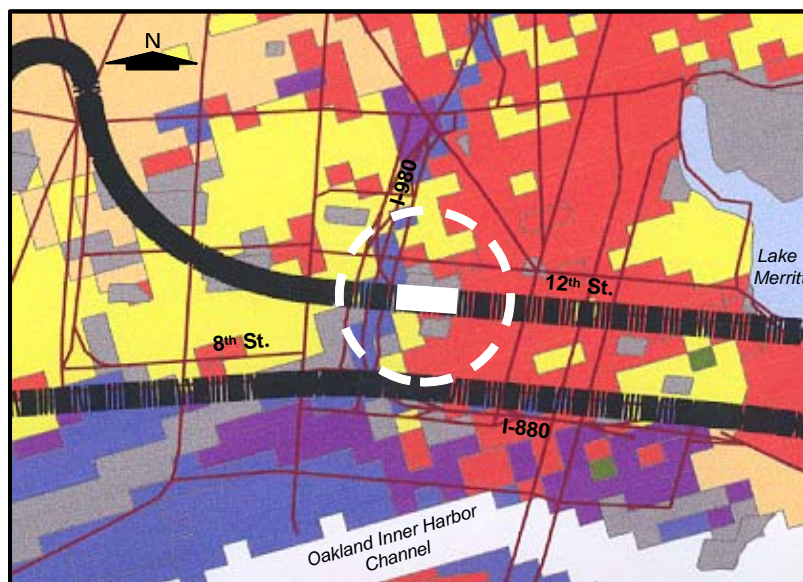 N
I-980
Lake
Merritt
12th St.
8th St.
I-880
Oakland Inner Harbor
Channel